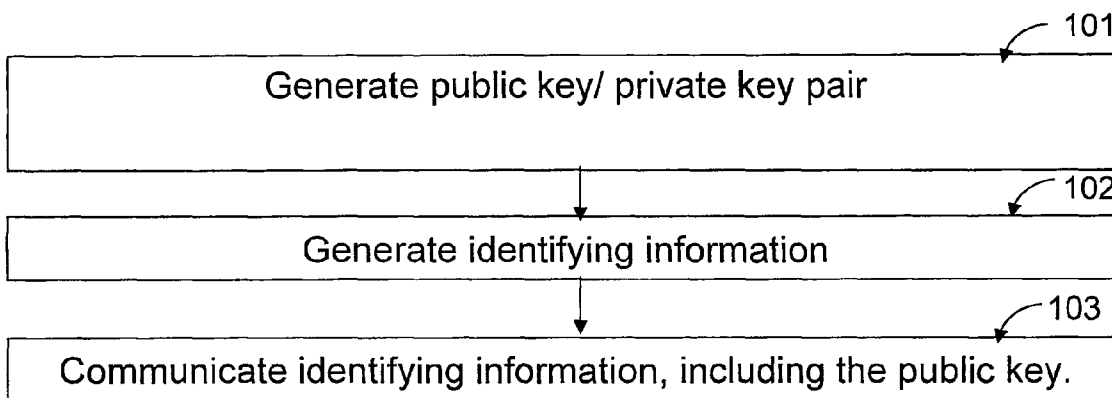 101
Generate public key/ private key pair
102
Generate identifying information
103
Communicate identifying information, including the public key.